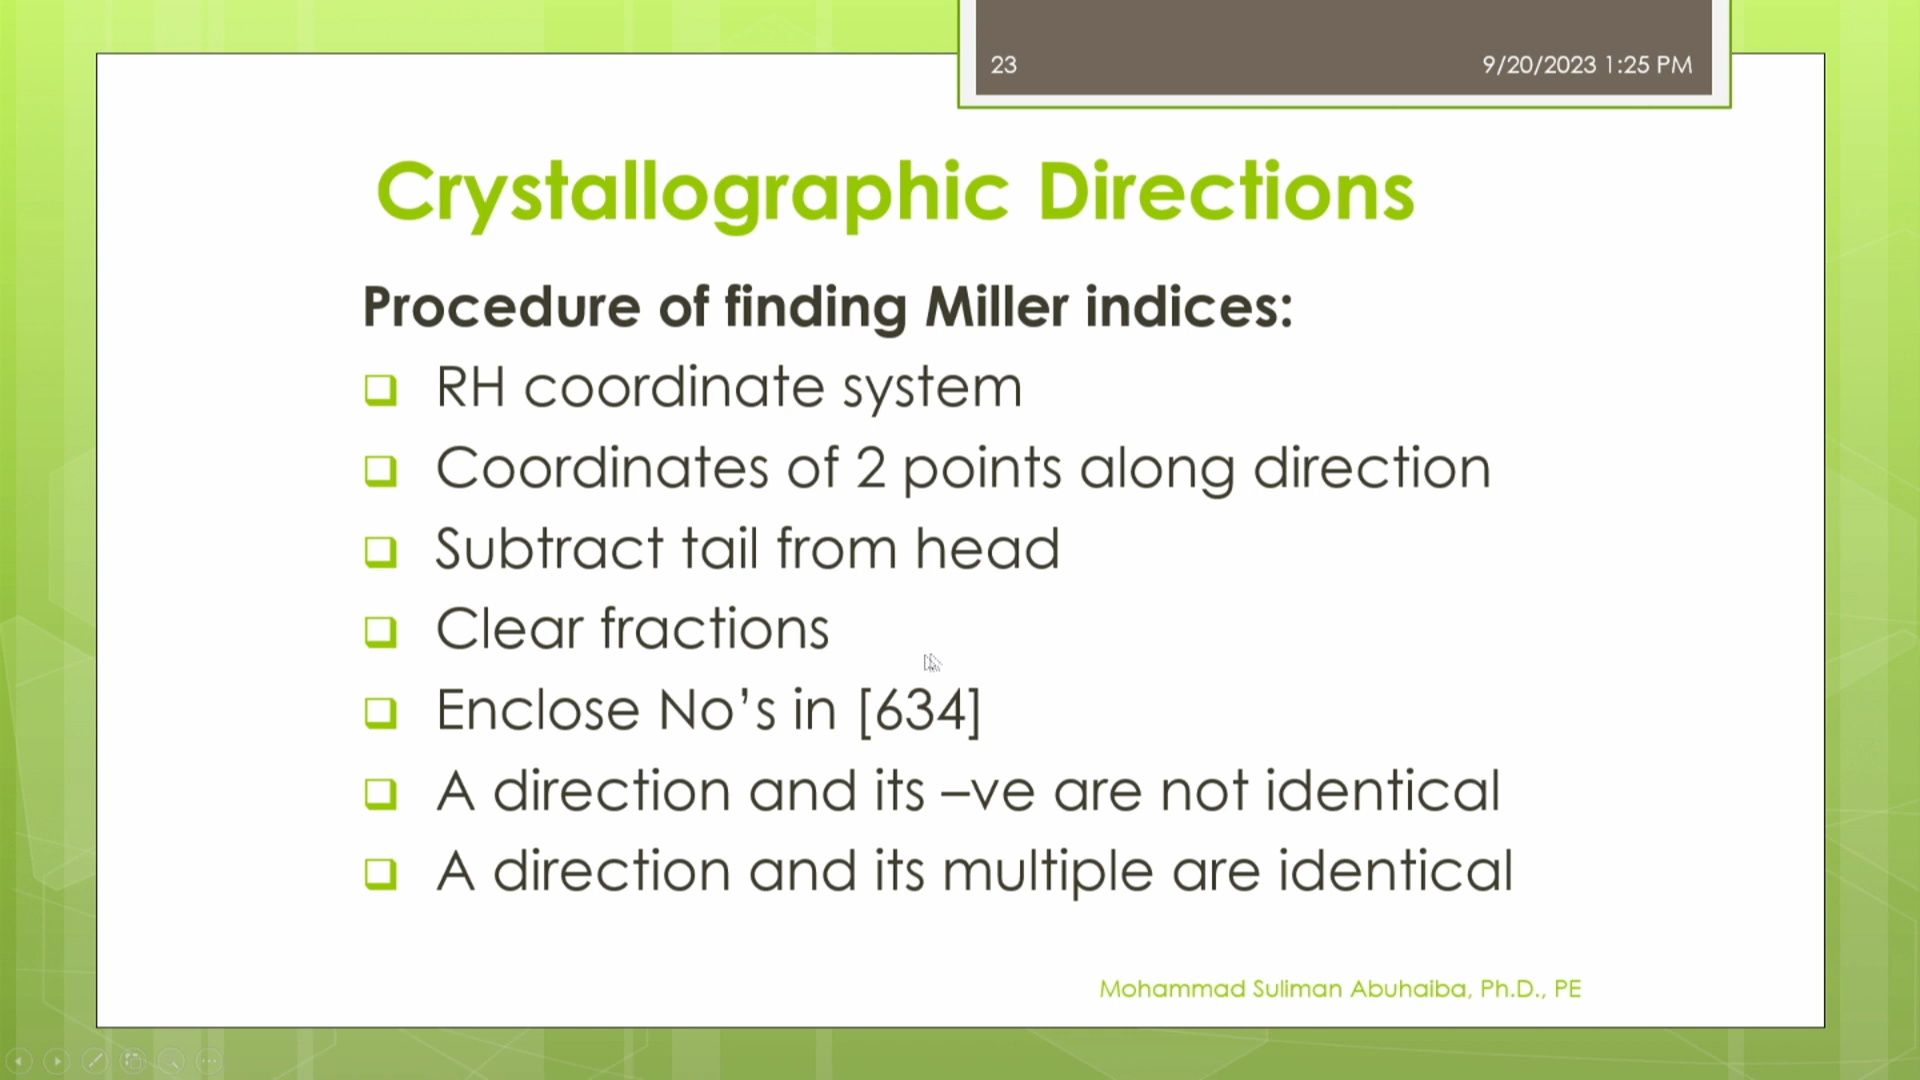 23
9/20/2023 1:25 PM
Crystallographic Directions
Procedure of finding Miller indices:
❑ RH coordinate system
❑ Coordinates of 2 points along direction
❑ Subtract tail from head
❑ Clear fractions
❑ Enclose No’s in [634]
❑ A direction and its –ve are not identical
❑ A direction and its multiple are identical
Mohammad Suliman Abuhaiba, Ph.D., PE